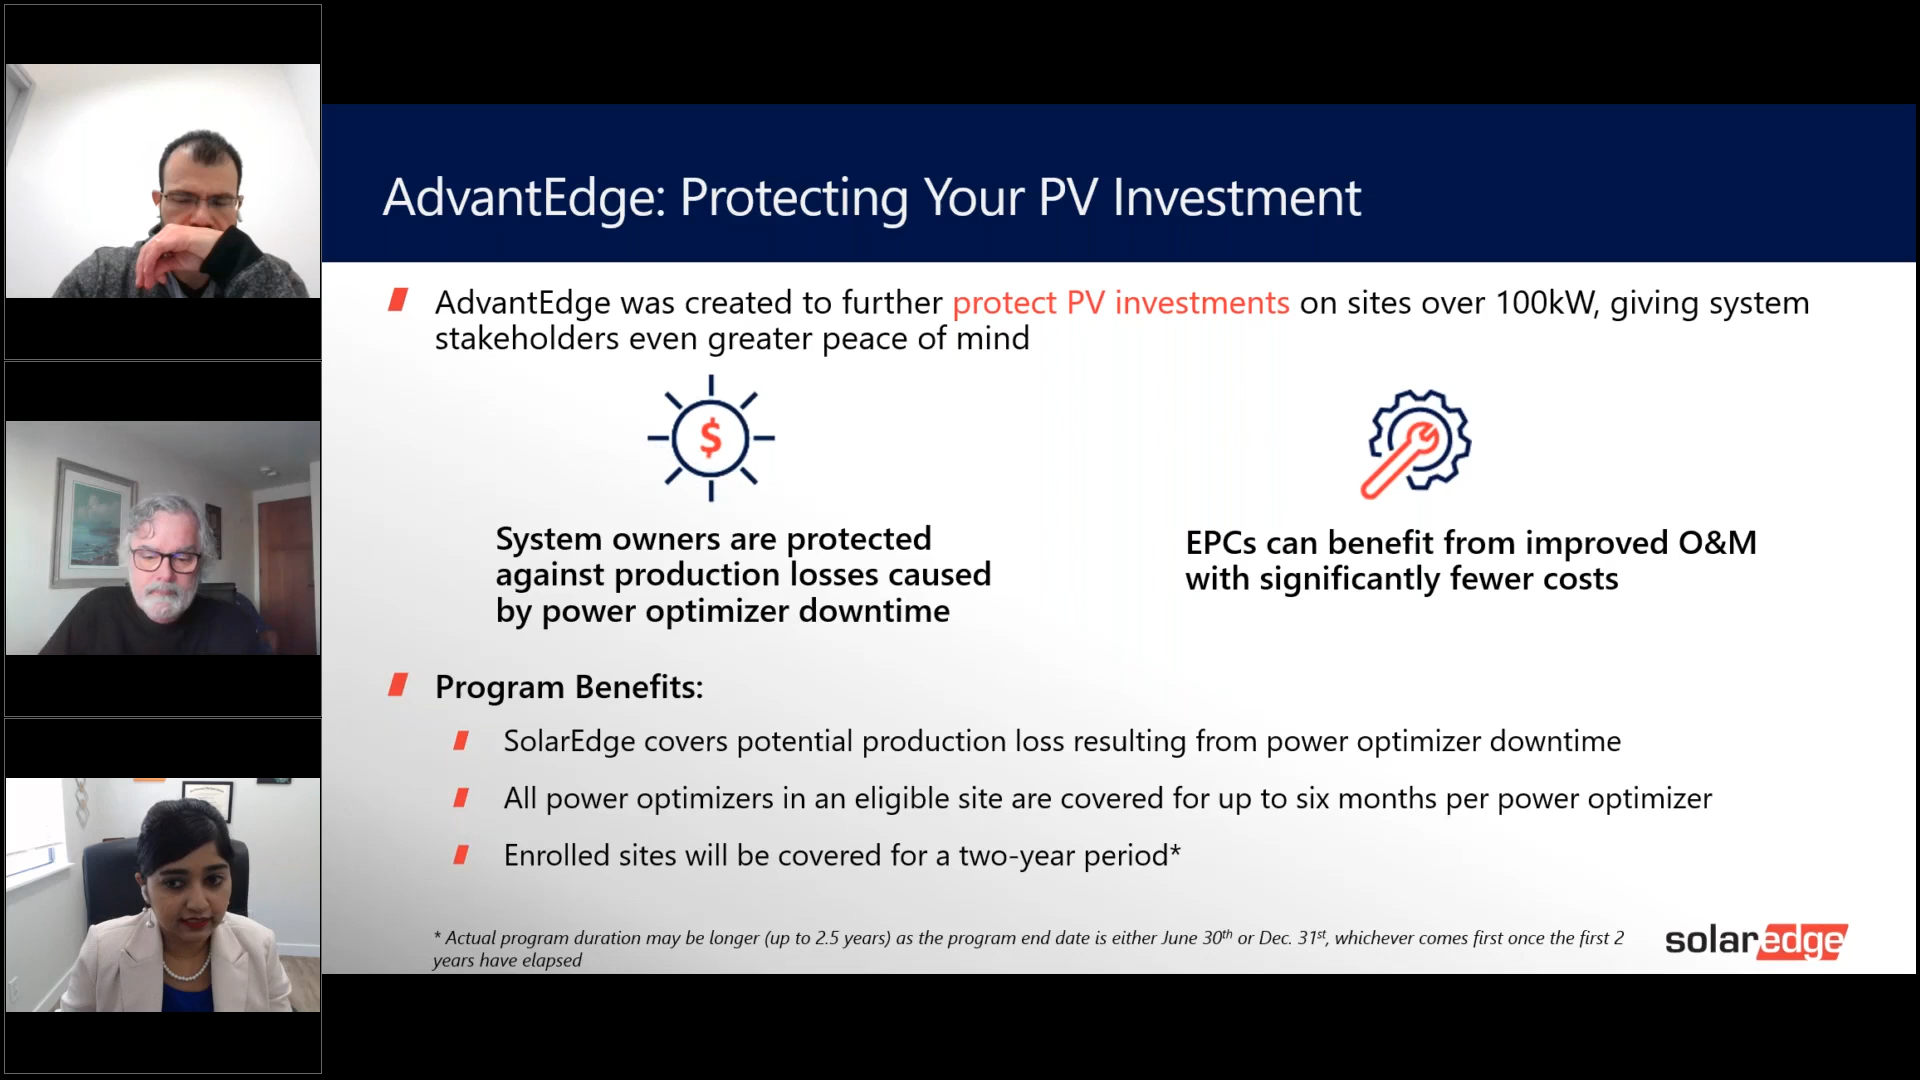 AdvantEdge: Protecting Your PV Investment
AdvantEdge was created to further protect PV investments on sites over 100kW, giving system
stakeholders even greater peace of mind
$
System owners are protected
against production losses caused
by power optimizer downtime
EPCs can benefit from improved O&M
with significantly fewer costs
Program Benefits:
SolarEdge covers potential production loss resulting from power optimizer downtime
All power optimizers in an eligible site are covered for up to six months per power optimizer
Enrolled sites will be covered for a two-year period*
* Actual program duration may be longer (up to 2.5 years) as the program end date is either June 30th or Dec. 31st, whichever comes first once the first 2
years have elapsed
solaredge